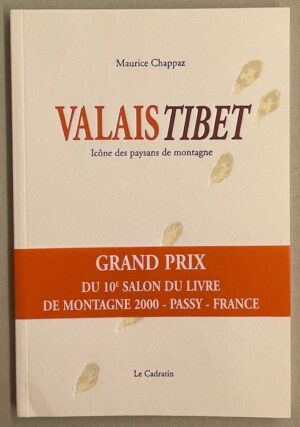 Maurice Chappaz
VALAIS TIBET
Icône des paysans de montagne
GRAND PRIX
DU 10E SALON DU LIVRE
DE MONTAGNE 2000 - PASSY - FRANCE
Le Cadratin